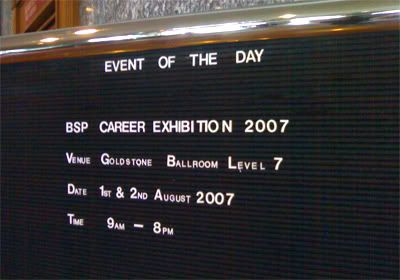 EVENT OF THE DAY
BSP CAREER EXHIBITION 2007
VENUE GOLDSTONE BALLROOM LEVEL 7
DATE 1ST & 2ND AUGUST 2007
TIME 9AM – 8PM